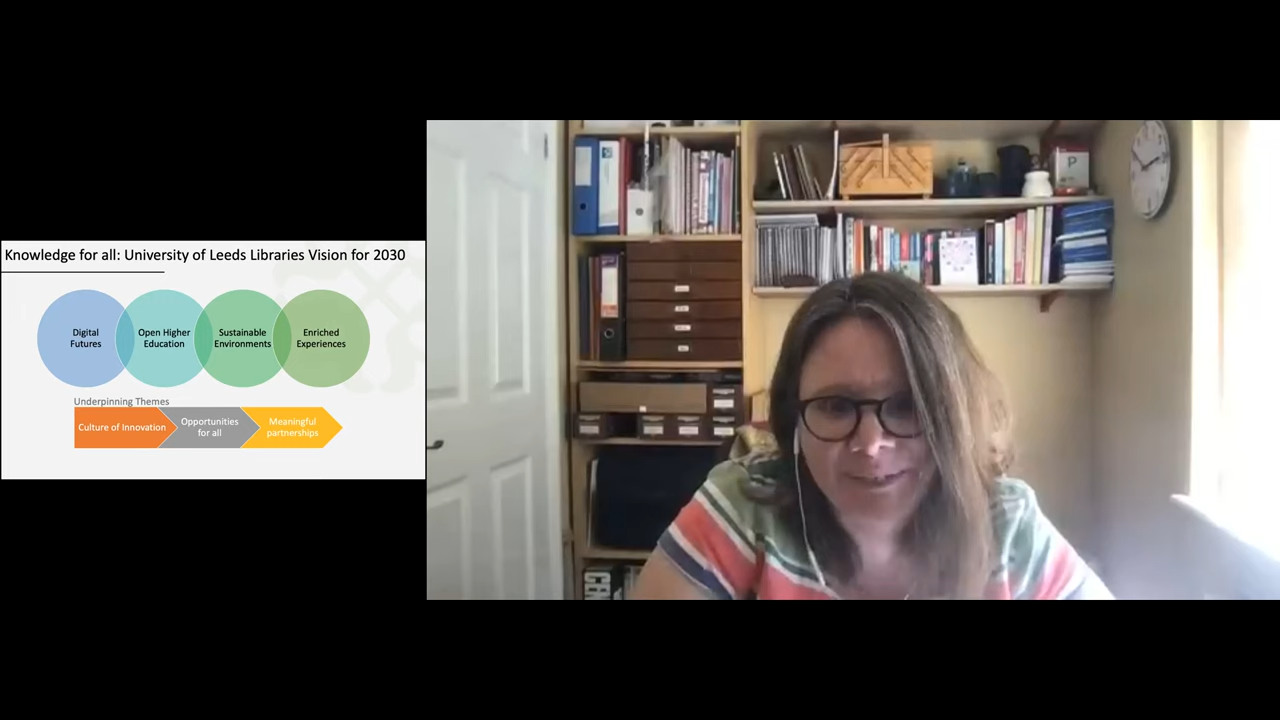 Knowledge for all: University of Leeds Libraries Vision for 2030
Digital
Futures
Open Higher
Education
Sustainable
Environments
Enriched
Experiences
Underpinning Themes
Culture of Innovation
Opportunities
for all
Meaningful
partnerships
P